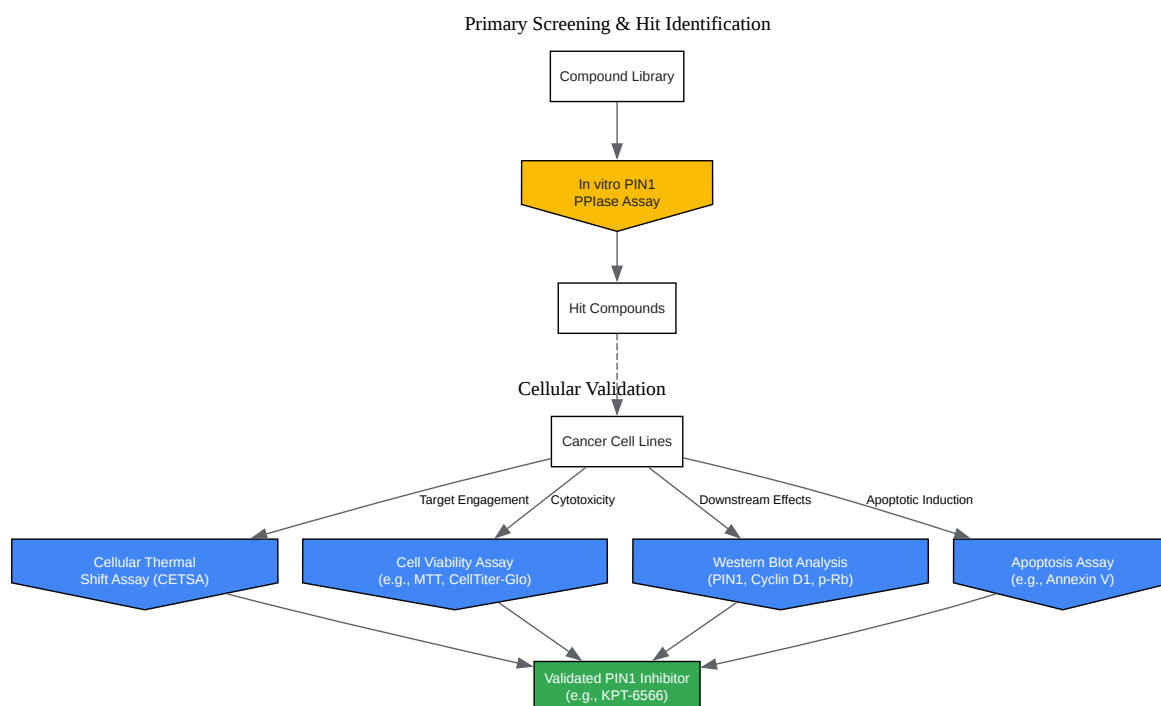 Primary Screening & Hit Identification
Compound Library
In vitro PIN1
PPIase Assay
Hit Compounds
Cellular Validation
Cancer Cell Lines
Target Engagement
Cytotoxicity
Downstream Effects
Apoptotic Induction
Cellular Thermal
Shift Assay (CETSA)
Cell Viability Assay
(e.g., MTT, CellTiter-Glo)
Western Blot Analysis
(PIN1, Cyclin D1, p-Rb)
Apoptosis Assay
(e.g., Annexin V)
Validated PIN1 Inhibitor
(e.g., KPT-6566)